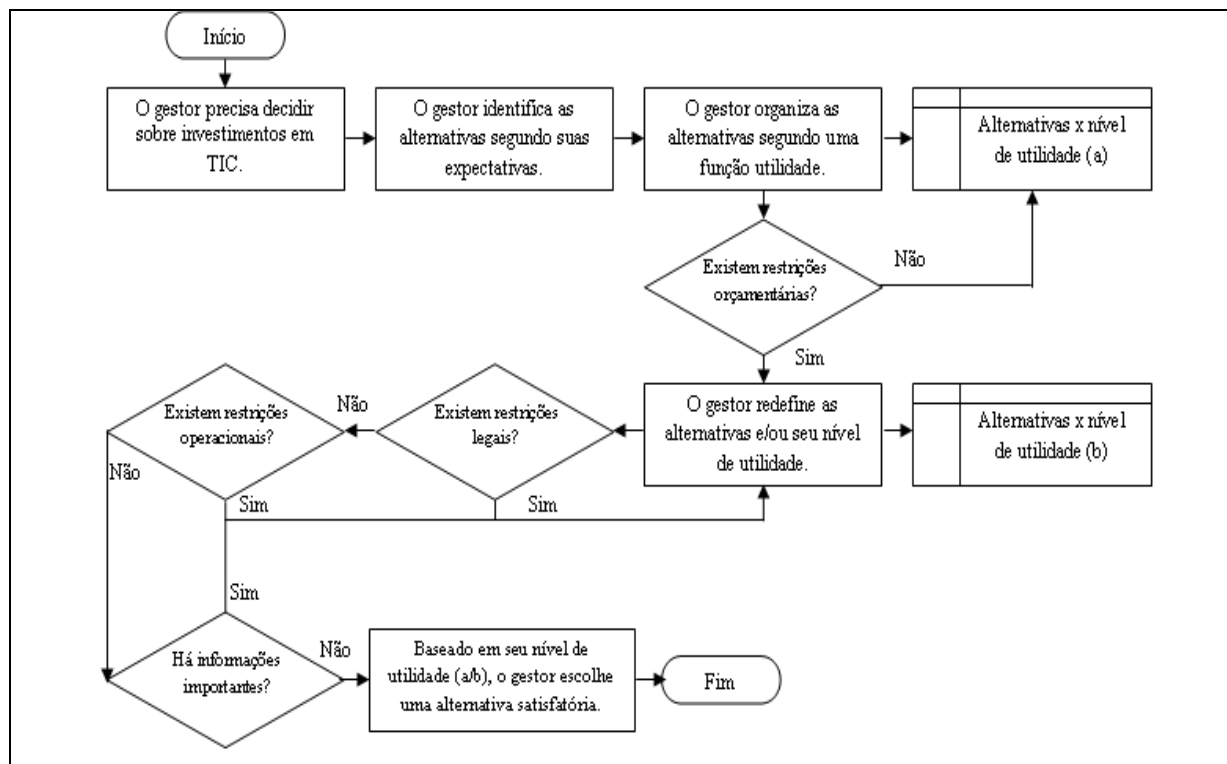 Início
O gestor precisa decidir
sobre investimentos em
TIC.
O gestor identifica as
alternativas segundo suas
expectativas.
O gestor organiza as
alternativas segundo uma
função utilidade.
Alternativas x nível
de utilidade (a)
Existem restrições
orçamentárias?
Não
Sim
O gestor redefine as
alternativas e/ou seu nível
de utilidade.
Alternativas x nível
de utilidade (b)
Existem restrições
legais?
Não
Sim
Existem restrições
operacionais?
Não
Sim
Há informações
importantes?
Sim
Não
Baseado em seu nível de
utilidade (a/b), o gestor escolhe
uma alternativa satisfatória.
Fim